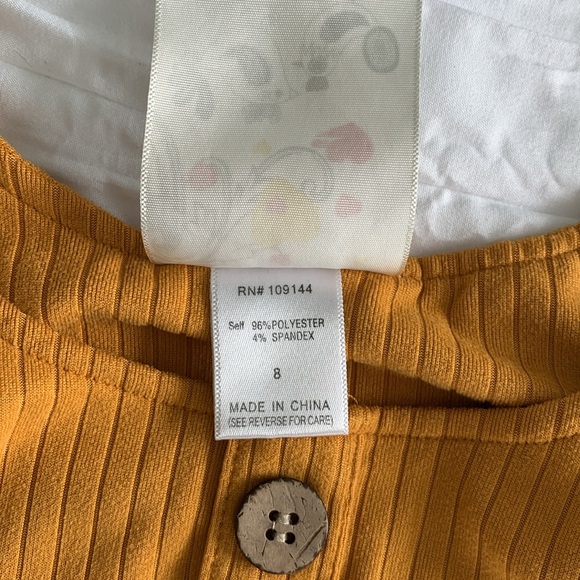 RN# 109144
Self 96%POLYESTER
4% SPANDEX
8
MADE IN CHINA
(SEE REVERSE FOR CARE)